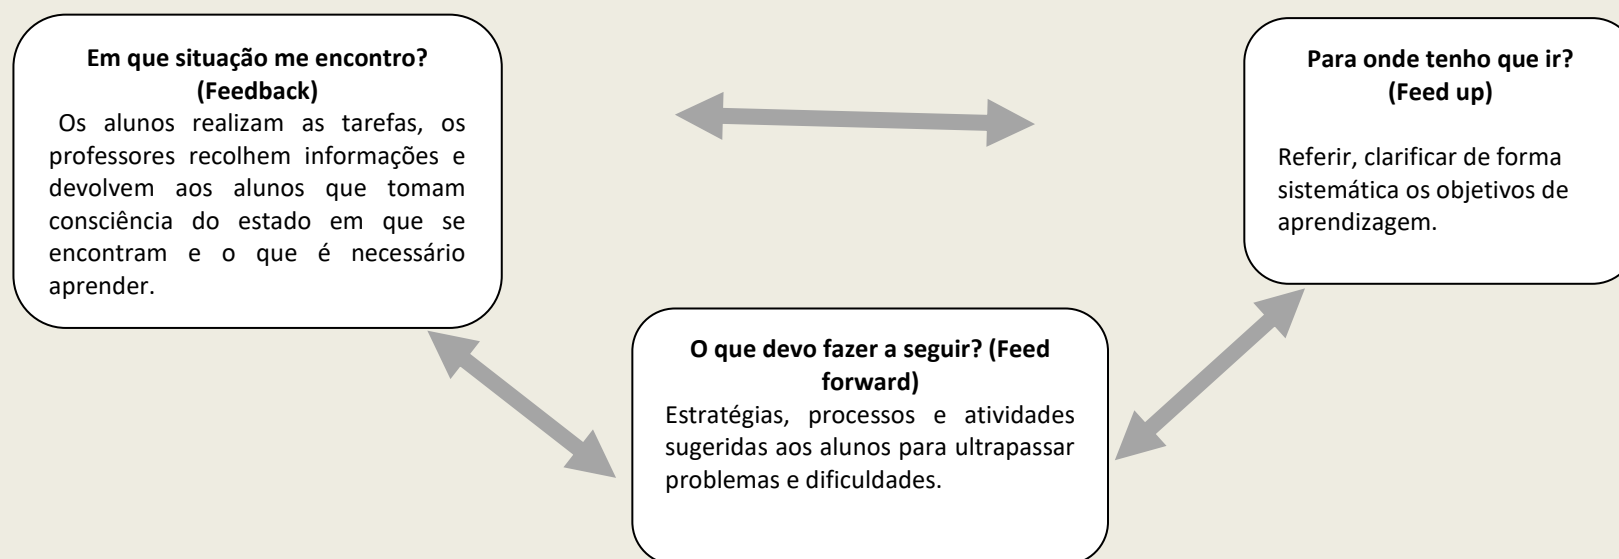 Em que situação me encontro?
(Feedback)
Os alunos realizam as tarefas, os
professores recolhem informações e
devolvem aos alunos que tomam
consciência do estado em que se
encontram e o que é necessário
aprender.
Para onde tenho que ir?
(Feed up)
Referir, clarificar de forma
sistemática os objetivos de
aprendizagem.
O que devo fazer a seguir? (Feed
forward)
Estratégias, processos e atividades
sugeridas aos alunos para ultrapassar
problemas e dificuldades.